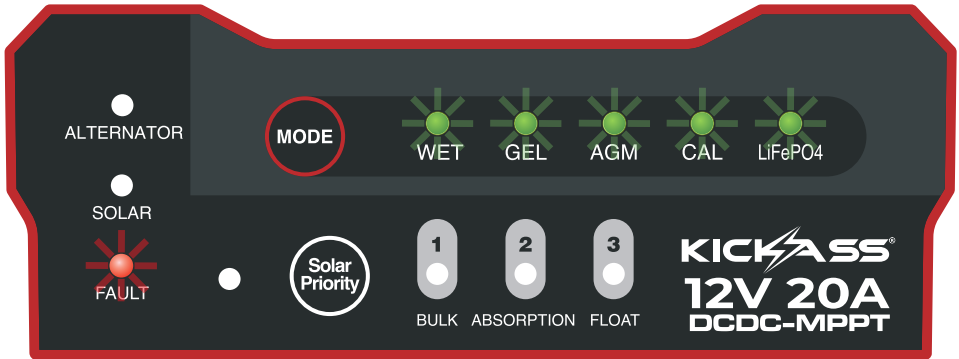 ALTERNATOR
SOLAR
FAULT
MODE
WET GEL AGM CAL LiFePO4
Solar
Priority
1 2 3
BULK ABSORPTION FLOAT
KICKASS®
12V 20A
DCDC-MPPT